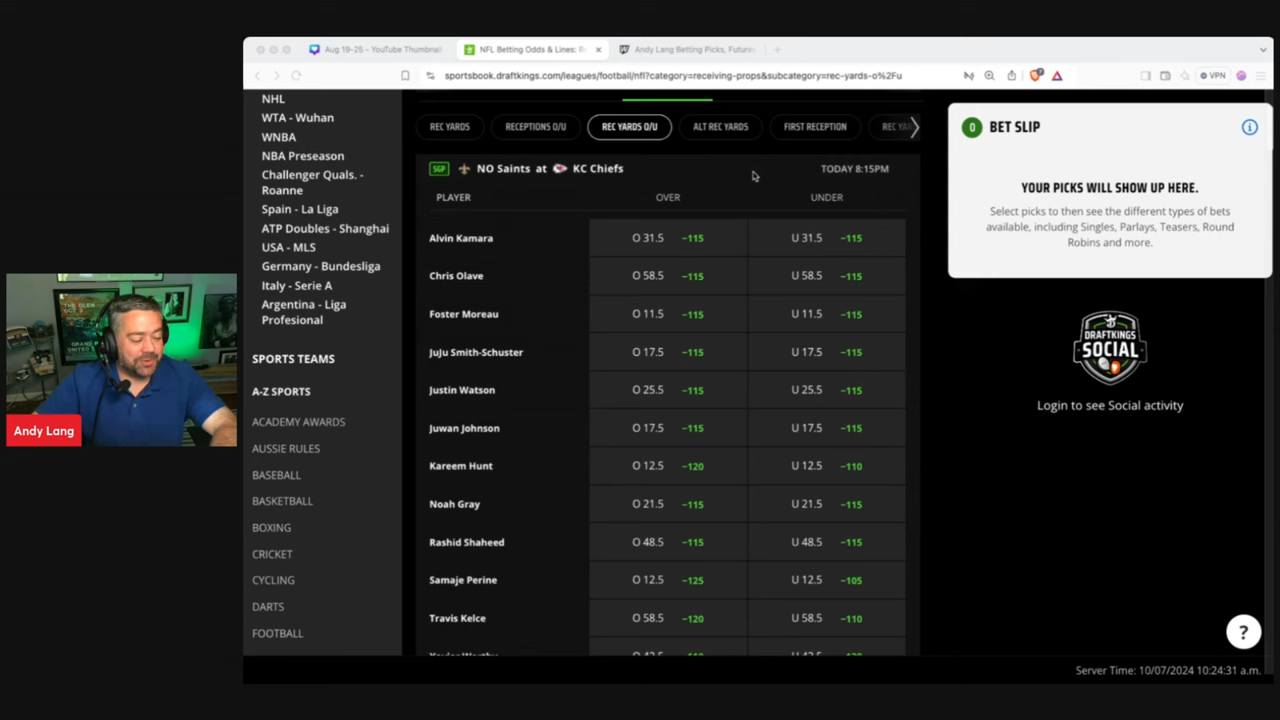 Aug 19-25 - YouTube Thumbnail
NFL Betting Odds & Lines: R
Andy Lang Betting Picks, Future
sportsbook.draftkings.com/leagues/football/nfl?category=receiving-props&subcategory=rec-yards-o%2Fu
VPN
NHL
WTA - Wuhan
WNBA
NBA Preseason
Challenger Quals. -
Roanne
Spain - La Liga
ATP Doubles - Shanghai
USA - MLS
Germany - Bundesliga
Italy - Serie A
Argentina - Liga
Profesional
SPORTS TEAMS
A-Z SPORTS
ACADEMY AWARDS
AUSSIE RULES
BASEBALL
BASKETBALL
BOXING
CRICKET
CYCLING
DARTS
FOOTBALL
REC YARDS
RECEPTIONS O/U
REC YARDS O/U
ALT REC YARDS
FIRST RECEPTION
REC YA
SGP NO Saints at KC Chiefs TODAY 8:15PM
PLAYER OVER UNDER
Alvin Kamara O 31.5 −115 U 31.5 −115
Chris Olave O 58.5 −115 U 58.5 −115
Foster Moreau O 11.5 −115 U 11.5 −115
JuJu Smith-Schuster O 17.5 −115 U 17.5 −115
Justin Watson O 25.5 −115 U 25.5 −115
Juwan Johnson O 17.5 −115 U 17.5 −115
Kareem Hunt O 12.5 −120 U 12.5 −110
Noah Gray O 21.5 −115 U 21.5 −115
Rashid Shaheed O 48.5 −115 U 48.5 −115
Samaje Perine O 12.5 −125 U 12.5 −105
Travis Kelce O 58.5 −120 U 58.5 −110
Xavier Worthy
0 BET SLIP
YOUR PICKS WILL SHOW UP HERE.
Select picks to then see the different types of bets
available, including Singles, Parlays, Teasers, Round
Robins and more.
DRAFTKINGS
SOCIAL
Login to see Social activity
?
Server Time: 10/07/2024 10:24:31 a.m.
Andy Lang